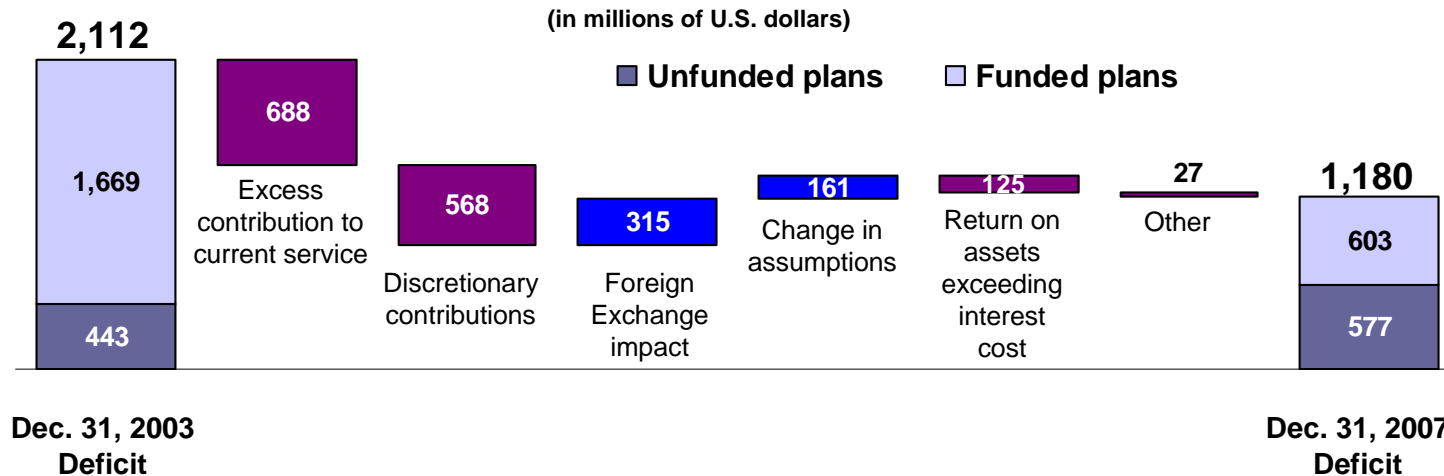 (in millions of U.S. dollars)
2,112
Unfunded plans
Funded plans
688
1,669
443
Excess
contribution to
current service
568
Discretionary
contributions
315
Foreign
Exchange
impact
161
Change in
assumptions
125
Return on
assets
exceeding
interest
cost
27
Other
1,180
603
577
Dec. 31, 2003
Deficit
Dec. 31, 2007
Deficit